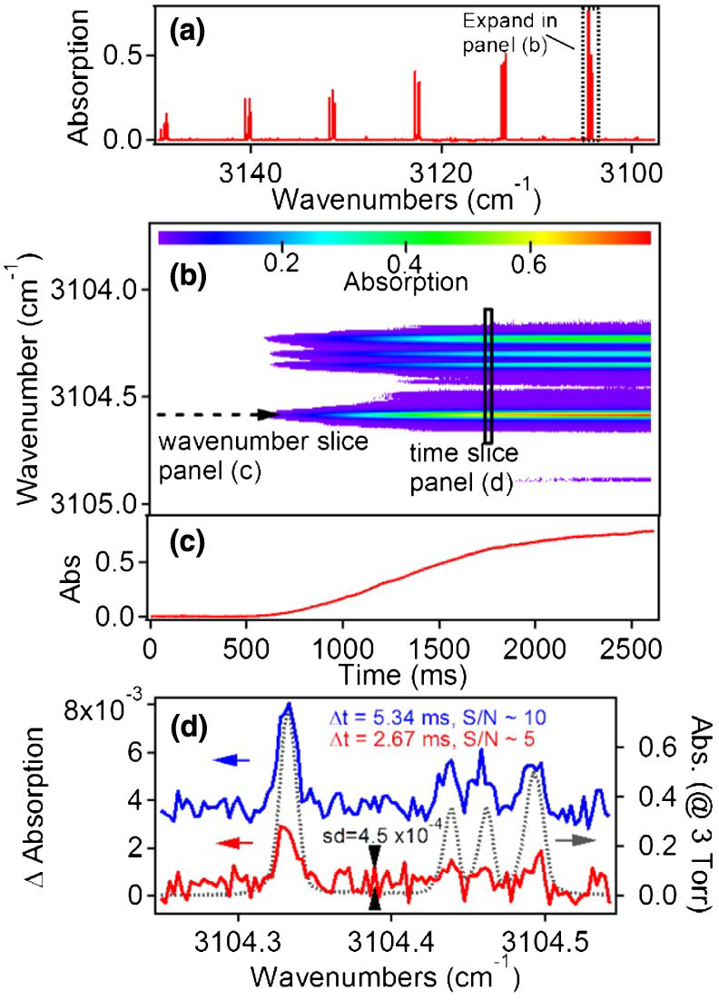 (a)
Expand in
panel (b)
Absorption
0.5
0.0
3140
3120
3100
Wavenumbers (cm-1)
(b)
0.2
0.4
0.6
Absorption
Wavenumber (cm-1)
3104.0
3104.5
3105.0
wavenumber slice
panel (c)
time slice
panel (d)
(c)
Abs
0.5
0.0
0
500
1000
1500
2000
2500
Time (ms)
(d)
8x10-3
6
4
2
0
Δ Absorption
Δt = 5.34 ms, S/N ~ 10
Δt = 2.67 ms, S/N ~ 5
sd=4.5 x10-4
0.6
0.4
0.2
0.0
Abs. (@ 3 Torr)
3104.3
3104.4
3104.5
Wavenumbers (cm-1)